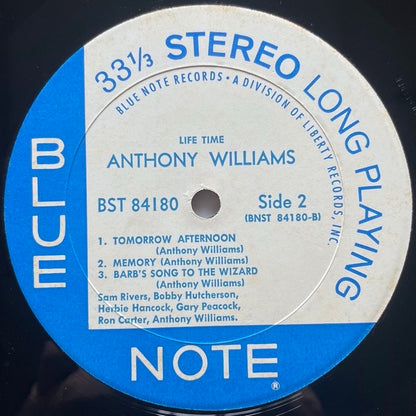 33 1/3 STEREO LONG PLAYING
BLUE NOTE RECORDS • A DIVISION OF LIBERTY RECORDS, INC.
BLUE
LIFE TIME
ANTHONY WILLIAMS
BST 84180
Side 2
(BNST 84180-B)
1. TOMORROW AFTERNOON
(Anthony Williams)
2. MEMORY (Anthony Williams)
3. BARB'S SONG TO THE WIZARD
(Anthony Williams)
Sam Rivers, Bobby Hutcherson,
Herbie Hancock, Gary Peacock,
Ron Carter, Anthony Williams.
NOTE ®